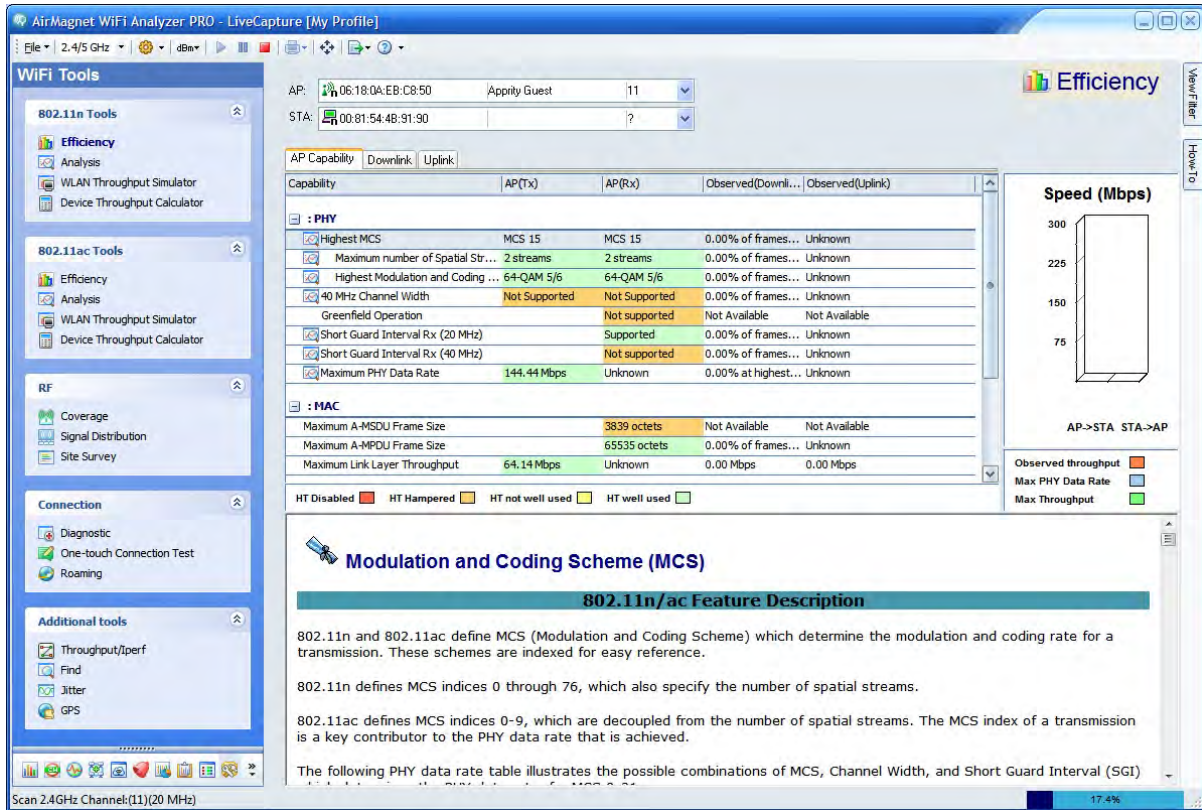 AirMagnet WiFi Analyzer PRO - LiveCapture [My Profile]
File 2.4/5 GHz dBm
WiFi Tools
802.11n Tools
Efficiency
Analysis
WLAN Throughput Simulator
Device Throughput Calculator
802.11ac Tools
Efficiency
Analysis
WLAN Throughput Simulator
Device Throughput Calculator
RF
Coverage
Signal Distribution
Site Survey
Connection
Diagnostic
One-touch Connection Test
Roaming
Additional tools
Throughput/Iperf
Find
Jitter
GPS
AP: 06:18:0A:EB:C8:50 Apprity Guest 11
STA: 00:81:54:4B:91:90 ?
Efficiency
View Filter
How-To
AP Capability Downlink Uplink
Capability AP(Tx) AP(Rx) Observed(Downli... Observed(Uplink)
: PHY
Highest MCS MCS 15 MCS 15 0.00% of frames... Unknown
Maximum number of Spatial Str... 2 streams 2 streams 0.00% of frames... Unknown
Highest Modulation and Coding ... 64-QAM 5/6 64-QAM 5/6 0.00% of frames... Unknown
40 MHz Channel Width Not Supported Not Supported 0.00% of frames... Unknown
Greenfield Operation Not supported Not Available Not Available
Short Guard Interval Rx (20 MHz) Supported 0.00% of frames... Unknown
Short Guard Interval Rx (40 MHz) Not supported 0.00% of frames... Unknown
Maximum PHY Data Rate 144.44 Mbps Unknown 0.00% at highest... Unknown
: MAC
Maximum A-MSDU Frame Size 3839 octets Not Available Not Available
Maximum A-MPDU Frame Size 65535 octets 0.00% of frames... Unknown
Maximum Link Layer Throughput 64.14 Mbps Unknown 0.00 Mbps 0.00 Mbps
HT Disabled HT Hampered HT not well used HT well used
Speed (Mbps)
300
225
150
75
AP->STA STA->AP
Observed throughput
Max PHY Data Rate
Max Throughput
Modulation and Coding Scheme (MCS)
802.11n/ac Feature Description
802.11n and 802.11ac define MCS (Modulation and Coding Scheme) which determine the modulation and coding rate for a
transmission. These schemes are indexed for easy reference.
802.11n defines MCS indices 0 through 76, which also specify the number of spatial streams.
802.11ac defines MCS indices 0-9, which are decoupled from the number of spatial streams. The MCS index of a transmission
is a key contributor to the PHY data rate that is achieved.
The following PHY data rate table illustrates the possible combinations of MCS, Channel Width, and Short Guard Interval (SGI)
Scan 2.4GHz Channel:(11)(20 MHz) 17.4%